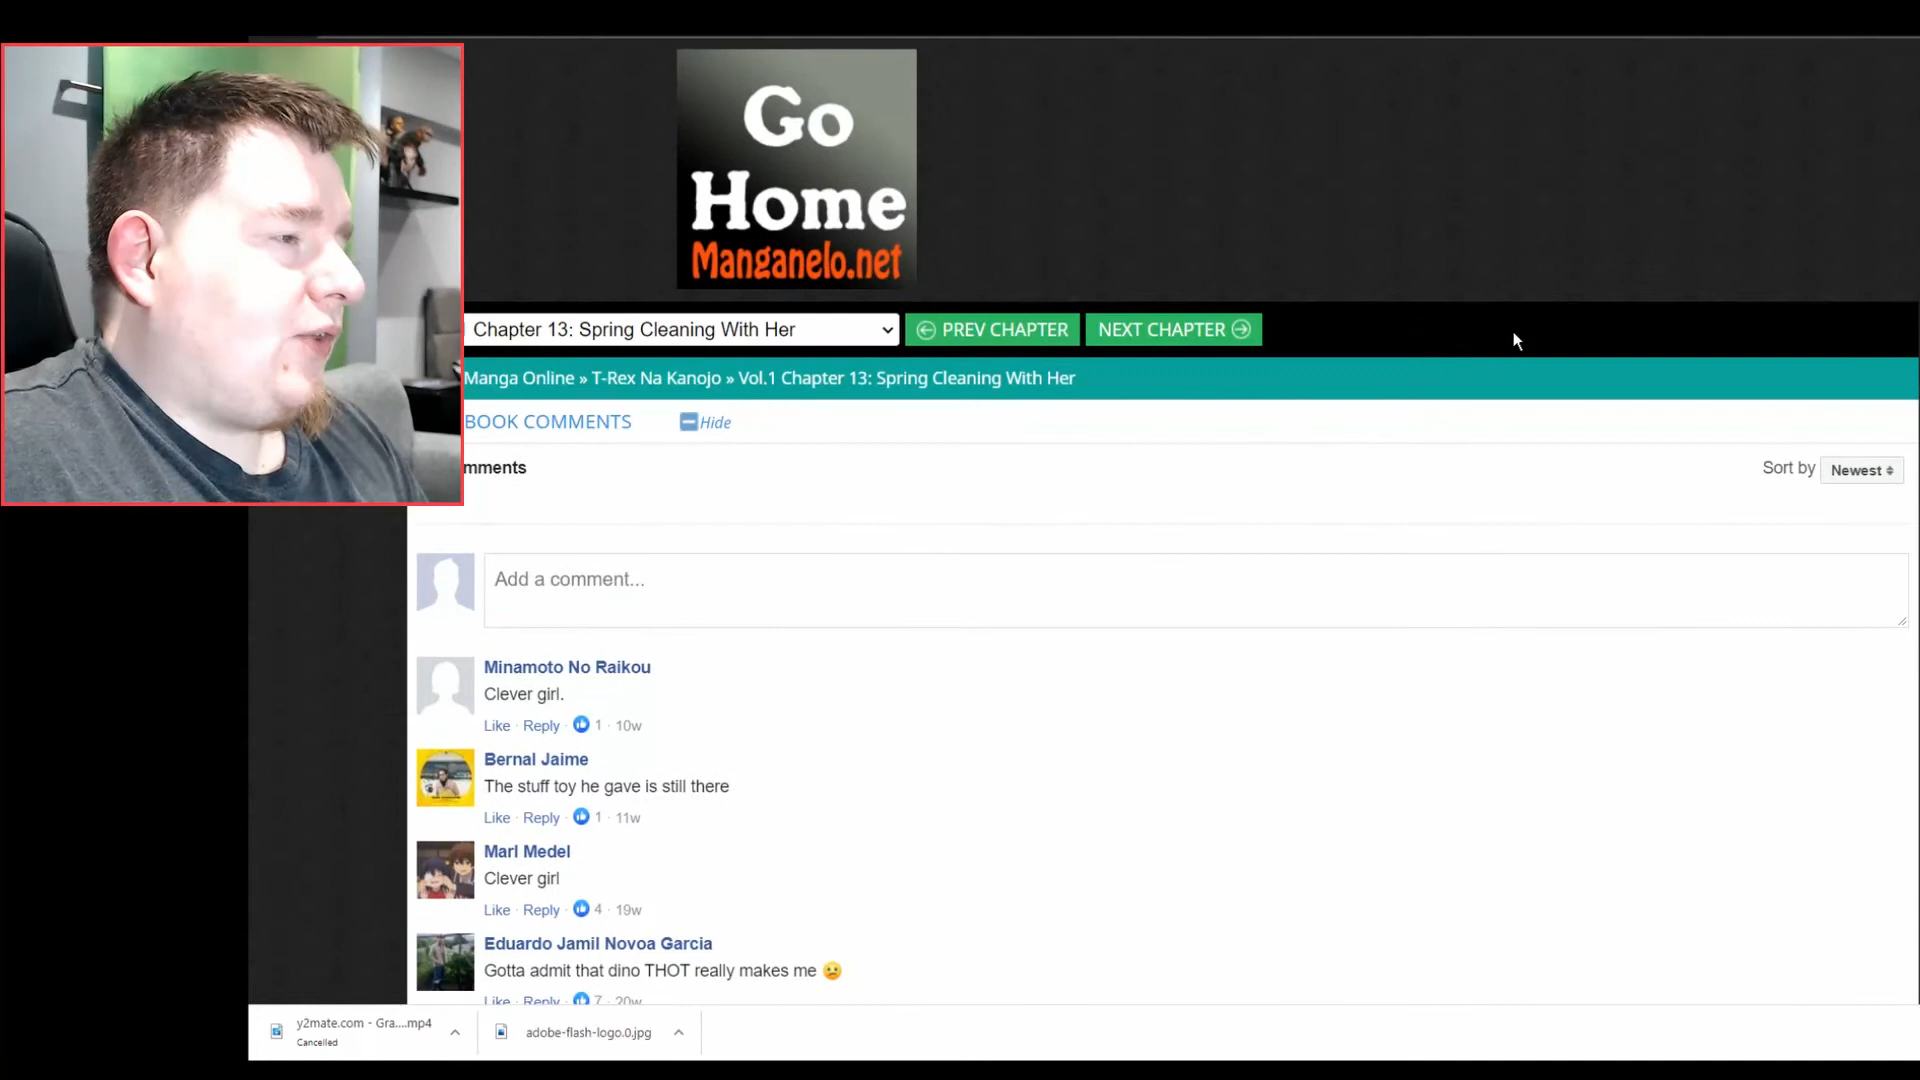 Go
Home
Manganelo.net
Chapter 13: Spring Cleaning With Her
PREV CHAPTER
NEXT CHAPTER
Manga Online » T-Rex Na Kanojo » Vol.1 Chapter 13: Spring Cleaning With Her
BOOK COMMENTS
Hide
mments
Sort by Newest
Add a comment...
Minamoto No Raikou
Clever girl.
Like · Reply · 1 · 10w
Bernal Jaime
The stuff toy he gave is still there
Like · Reply · 1 · 11w
Marl Medel
Clever girl
Like · Reply · 4 · 19w
Eduardo Jamil Novoa Garcia
Gotta admit that dino THOT really makes me 😢
Like · Reply · 7 · 20w
y2mate.com - Gra....mp4
Cancelled
adobe-flash-logo.0.jpg